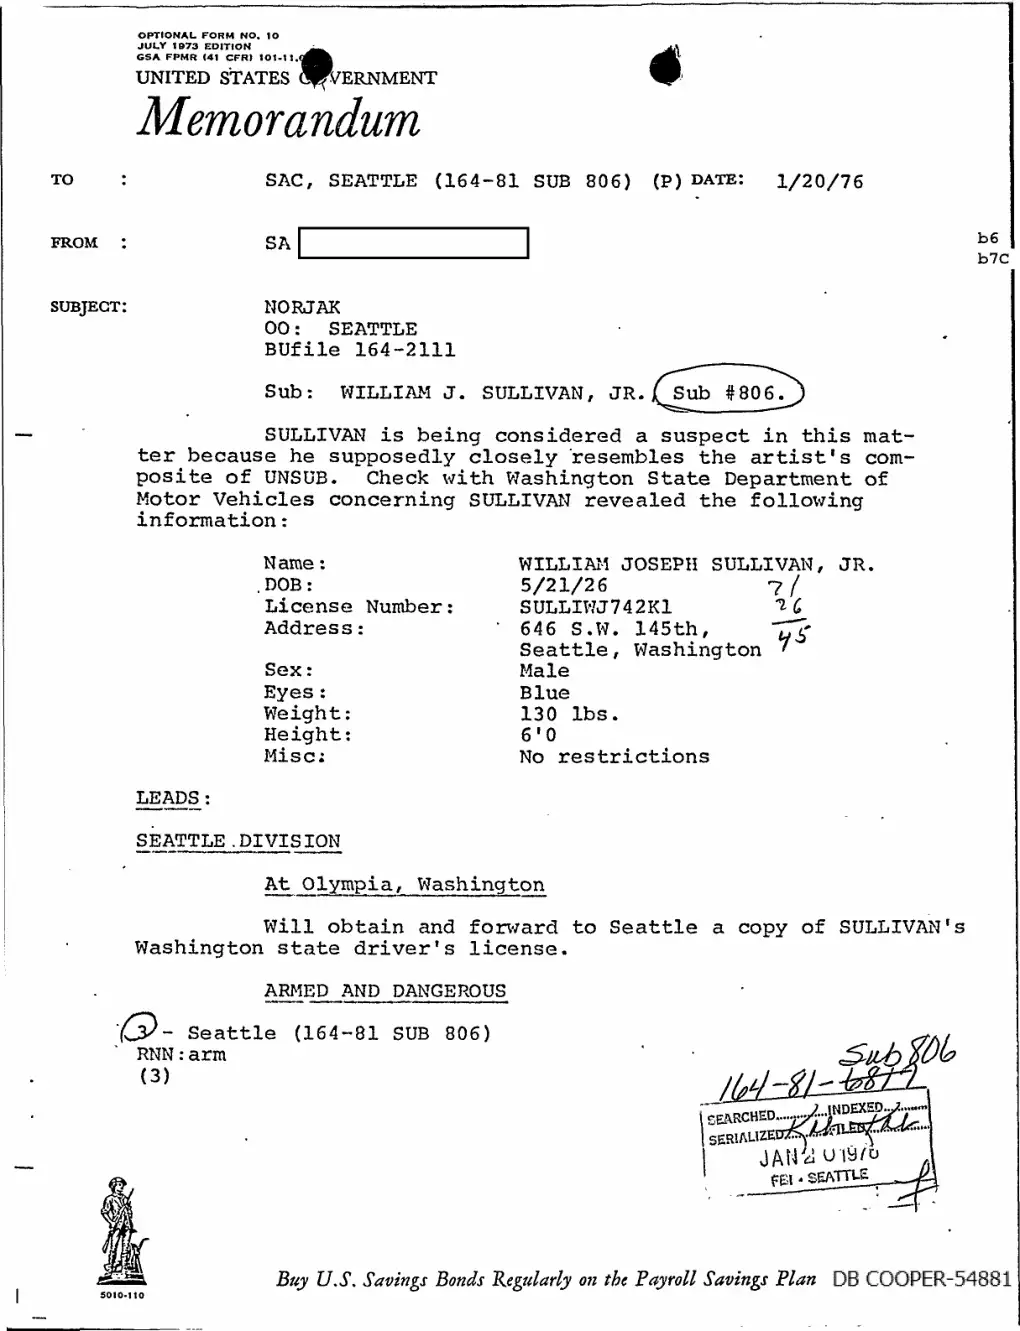 OPTIONAL FORM NO. 10
JULY 1973 EDITION
GSA FPMR (41 CFR) 101-11.
UNITED STATES GOVERNMENT
Memorandum
TO : SAC, SEATTLE (164-81 SUB 806) (P) DATE: 1/20/76
FROM : SA
b6
b7C
SUBJECT: NORJAK
OO: SEATTLE
BUfile 164-2111
Sub: WILLIAM J. SULLIVAN, JR. Sub #806.
SULLIVAN is being considered a suspect in this mat-
ter because he supposedly closely resembles the artist's com-
posite of UNSUB. Check with Washington State Department of
Motor Vehicles concerning SULLIVAN revealed the following
information:
Name: WILLIAM JOSEPH SULLIVAN, JR.
DOB: 5/21/26 71
License Number: SULLIWJ742K1 26
Address: 646 S.W. 145th, 45
Seattle, Washington
Sex: Male
Eyes: Blue
Weight: 130 lbs.
Height: 6'0
Misc: No restrictions
LEADS:
SEATTLE DIVISION
At Olympia, Washington
Will obtain and forward to Seattle a copy of SULLIVAN's
Washington state driver's license.
ARMED AND DANGEROUS
3 - Seattle (164-81 SUB 806)
RNN:arm
(3)
Sub 806
164-81-6817
SEARCHED INDEXED
SERIALIZED FILED
JAN 20 1976
FBI - SEATTLE
5010-110
Buy U.S. Savings Bonds Regularly on the Payroll Savings Plan DB COOPER-54881